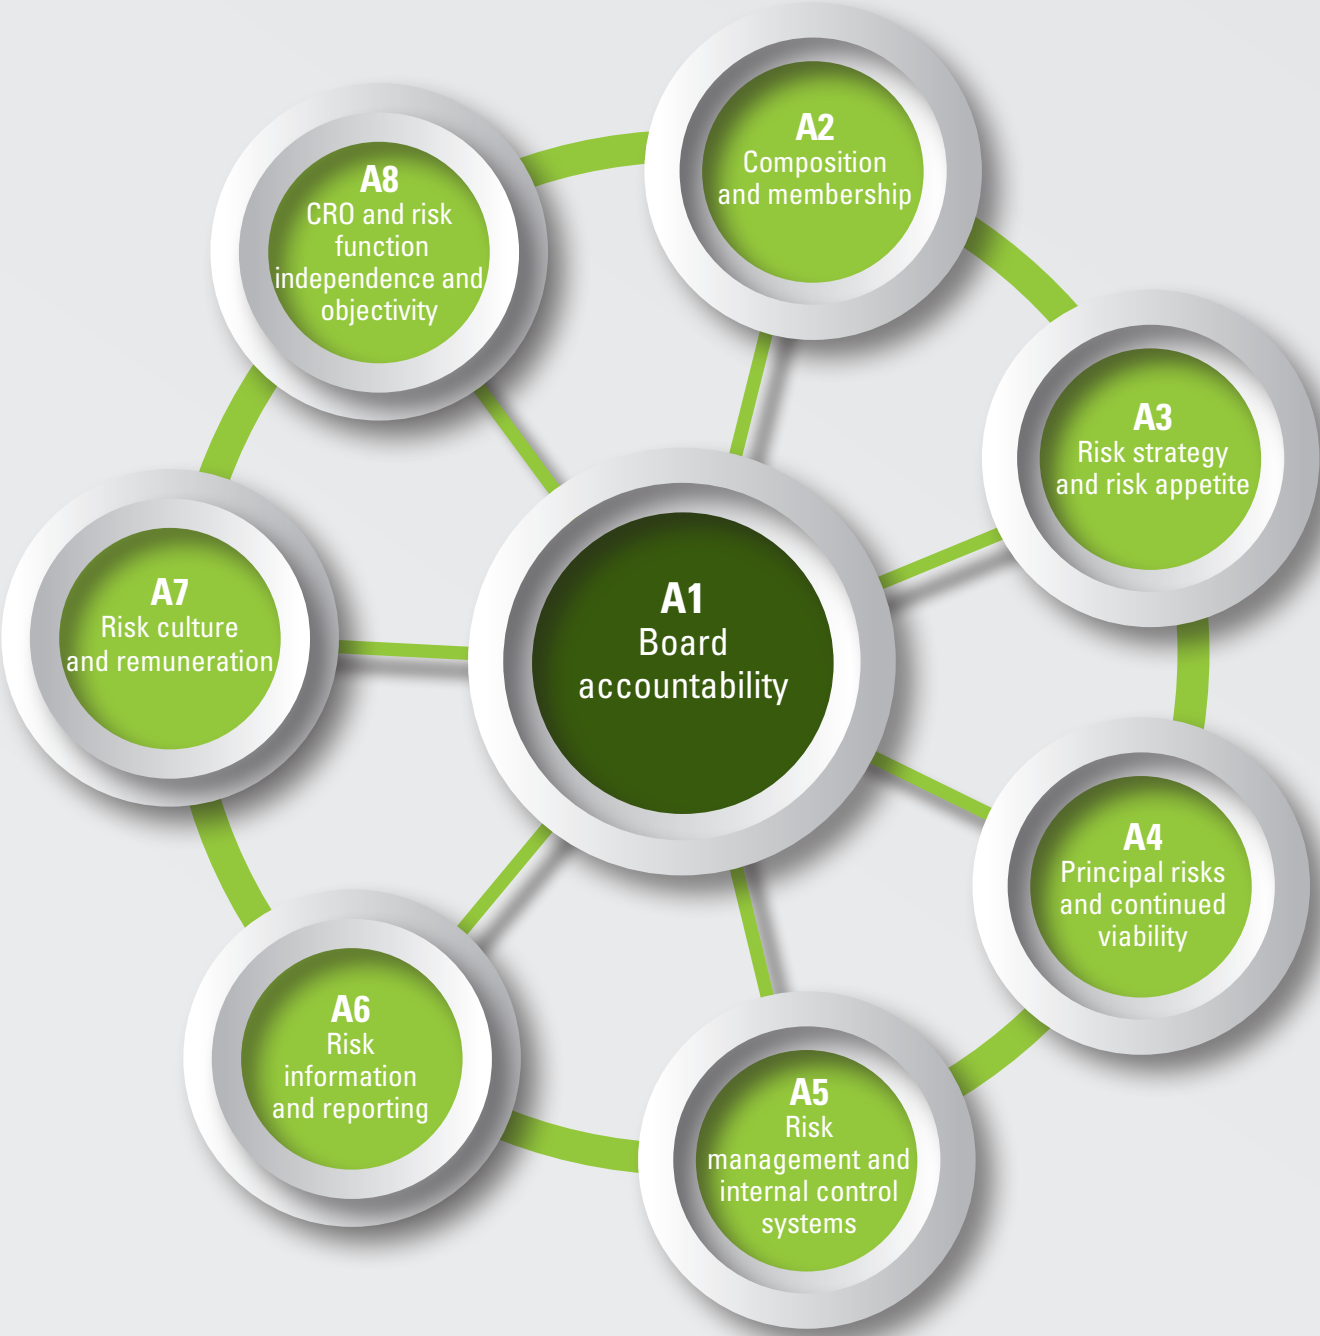 A1
Board
accountability
A2
Composition
and membership
A3
Risk strategy
and risk appetite
A4
Principal risks
and continued
viability
A5
Risk
management and
internal control
systems
A6
Risk
information
and reporting
A7
Risk culture
and remuneration
A8
CRO and risk
function
independence and
objectivity